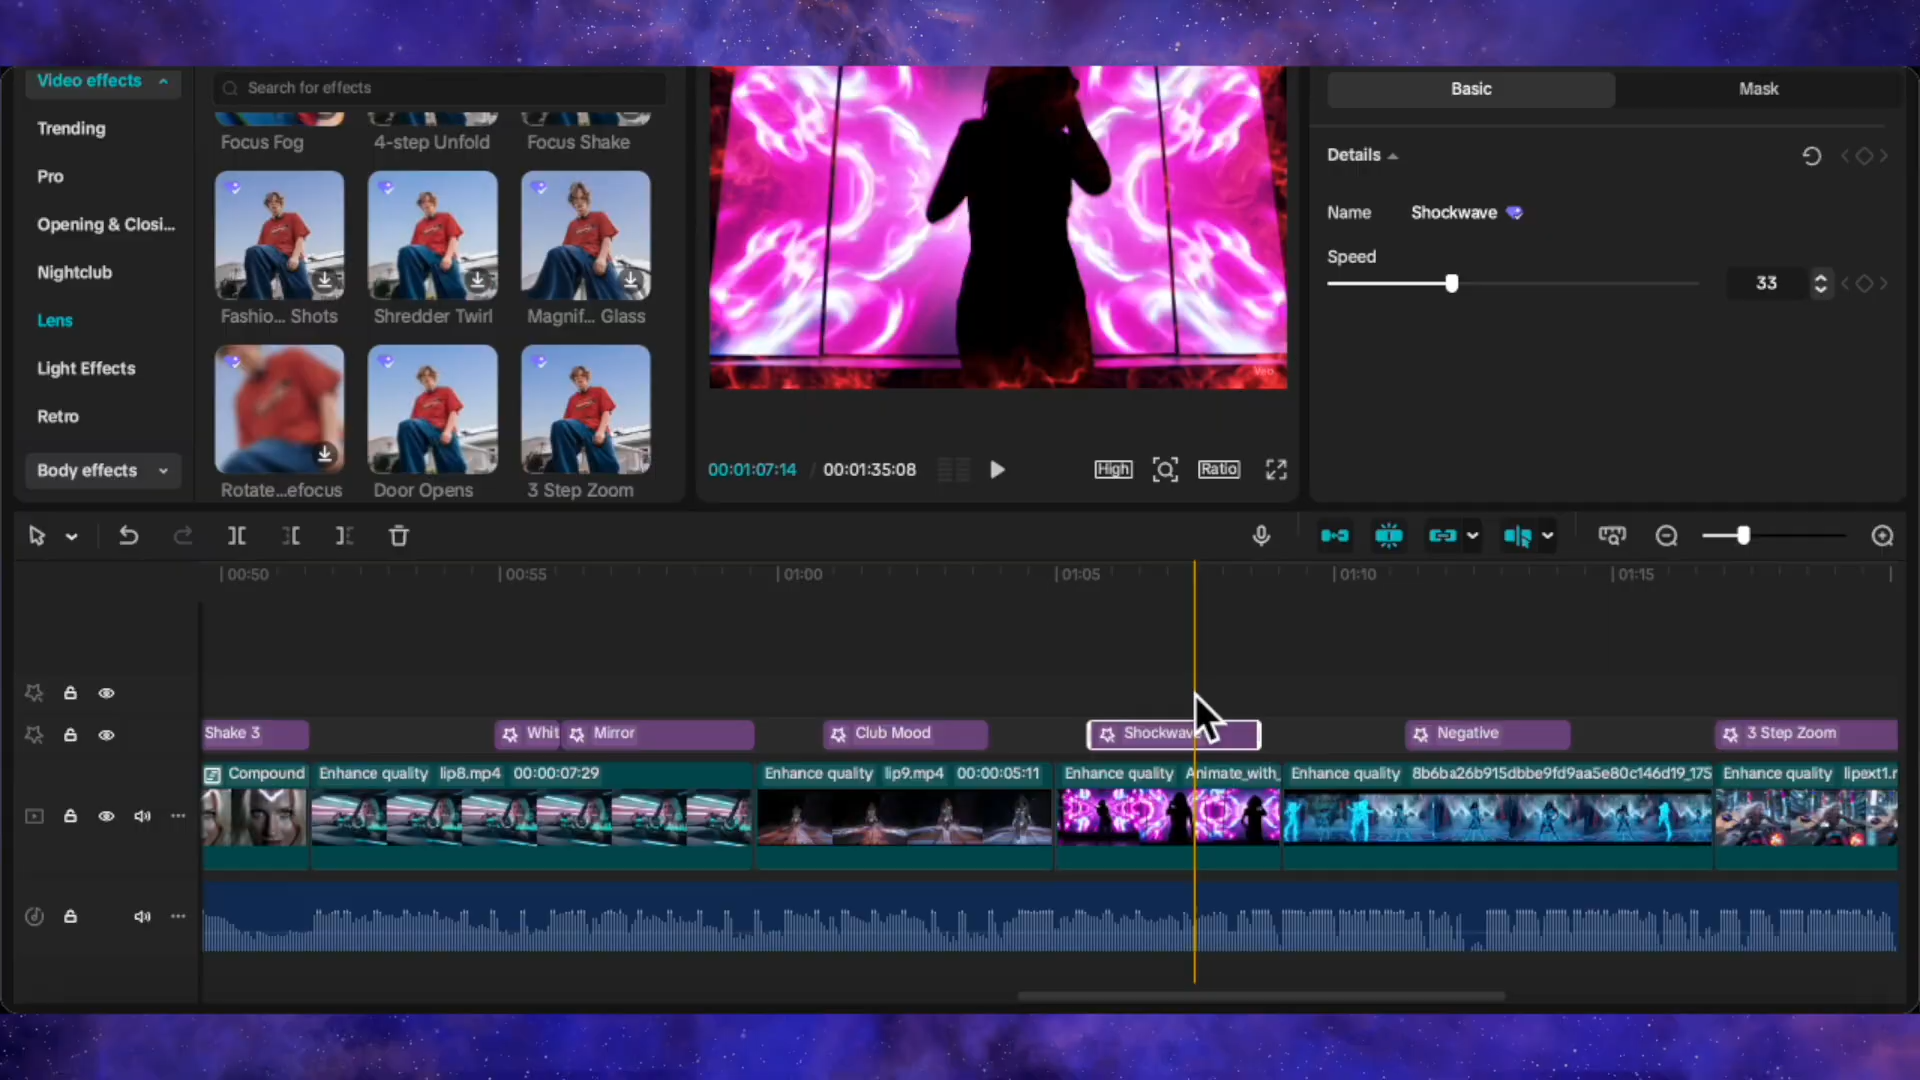 Video effects
Trending
Pro
Opening & Closi...
Nightclub
Lens
Light Effects
Retro
Body effects
Search for effects
Focus Fog
4-step Unfold
Focus Shake
Fashio... Shots
Shredder Twirl
Magnif... Glass
Rotate...efocus
Door Opens
3 Step Zoom
Veo
00:01:07:14 / 00:01:35:08
High
Ratio
Basic
Mask
Details
Name Shockwave
Speed
33
00:50 00:55 01:00 01:05 01:10 01:15
Shake 3
Whit
Mirror
Club Mood
Shockwav
Negative
3 Step Zoom
Compound
Enhance quality lip8.mp4 00:00:07:29
Enhance quality lip9.mp4 00:00:05:11
Enhance quality Animate_with_
Enhance quality 8b6ba26b915dbbe9fd9aa5e80c146d19_175
Enhance quality lipext1.r